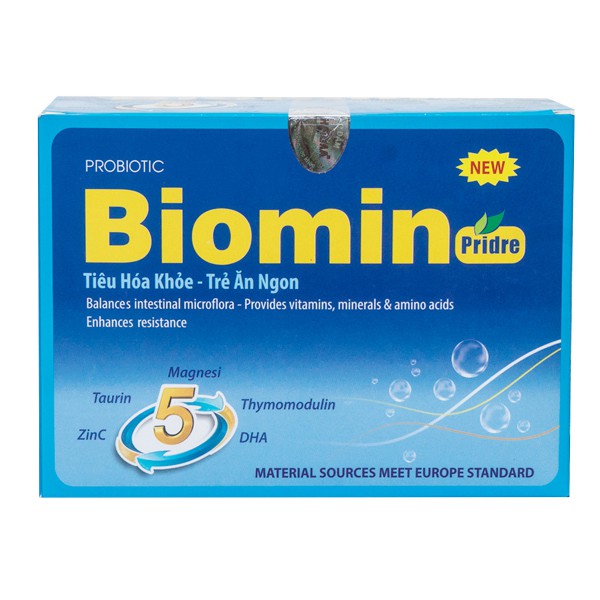 PROBIOTIC
NEW
Biomin
Pridre
Tiêu Hóa Khỏe - Trẻ Ăn Ngon
Balances intestinal microflora - Provides vitamins, minerals & amino acids
Enhances resistance
Magnesi
Taurin
5
Thymomodulin
ZinC
DHA
MATERIAL SOURCES MEET EUROPE STANDARD